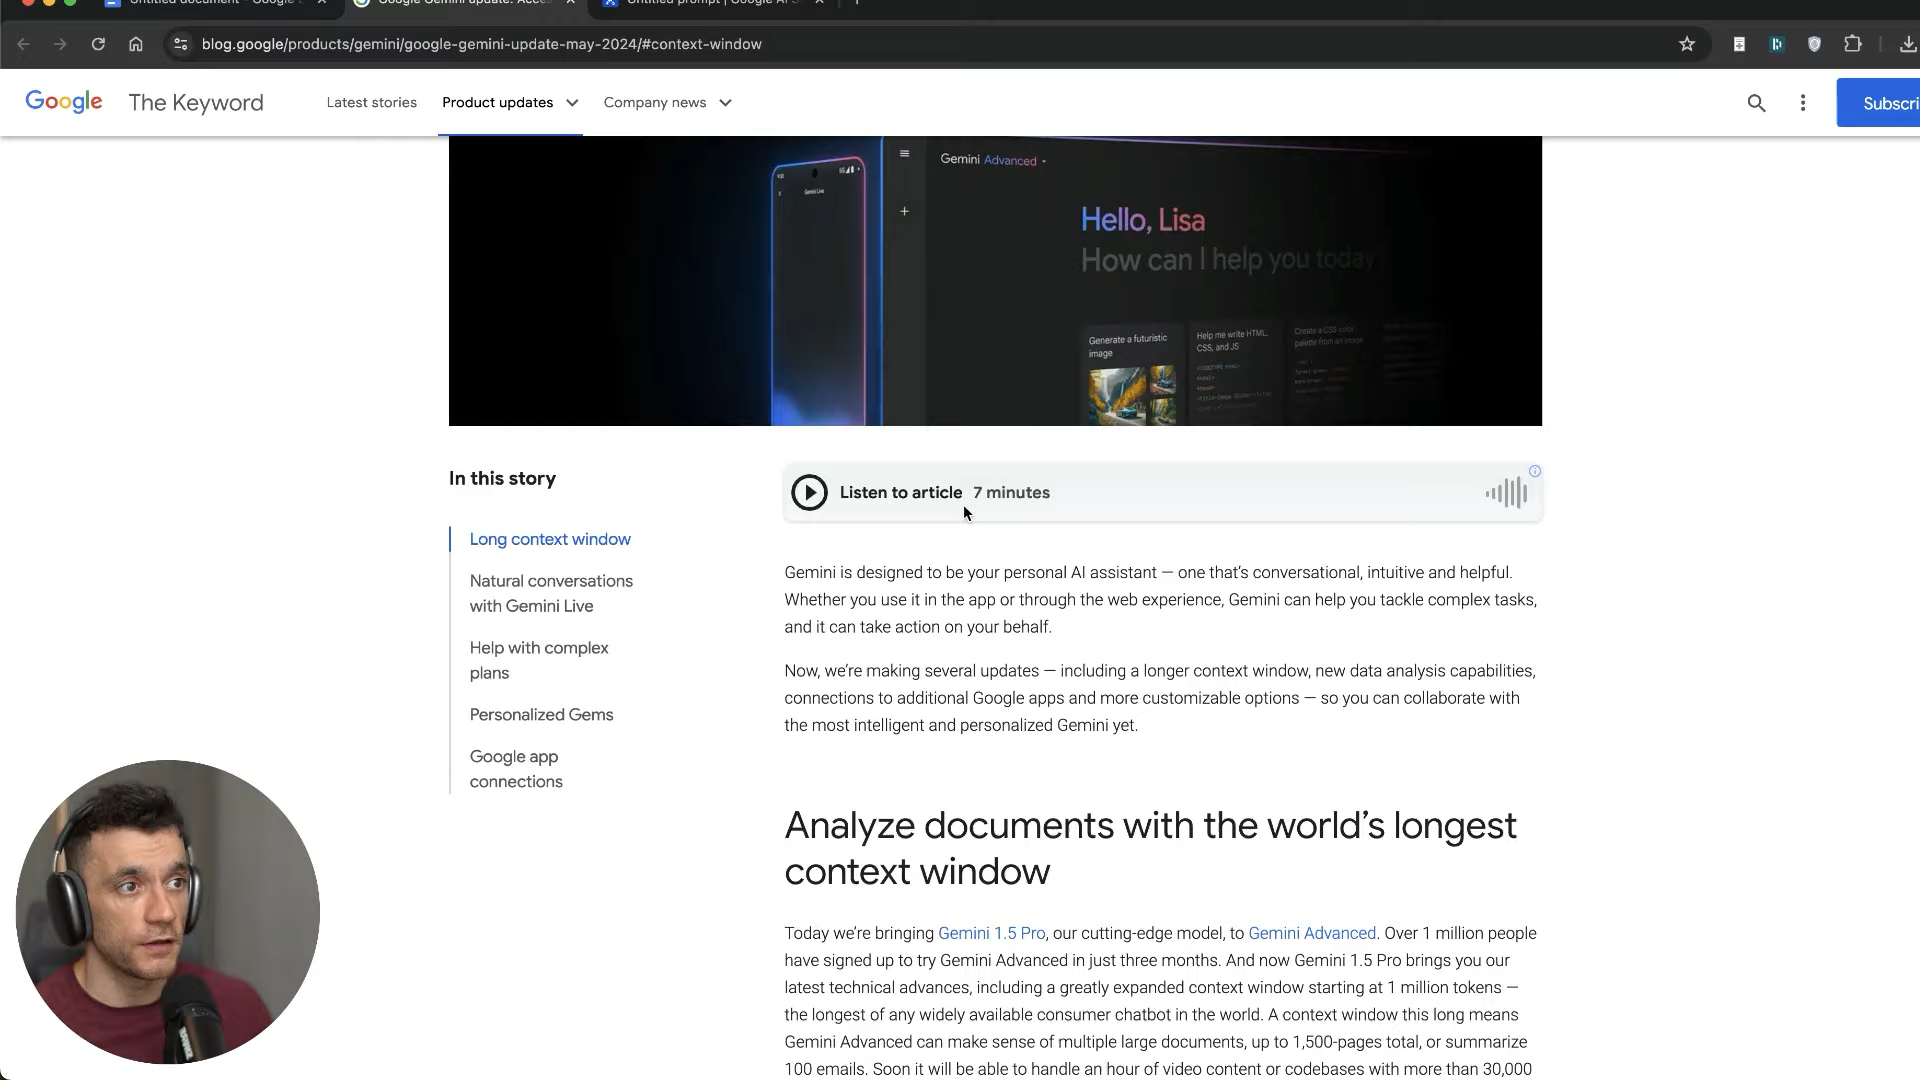 Untitled document - Google
Google Gemini update: Acce
Untitled prompt | Google AI S
blog.google/products/gemini/google-gemini-update-may-2024/#context-window
Google The Keyword
Latest stories
Product updates
Company news
Subscri
Gemini Live
Gemini Advanced
Hello, Lisa
How can I help you today?
Generate a futuristic
image
Help me write HTML,
CSS, and JS
Create a CSS color
palette from an image
In this story
Long context window
Natural conversations
with Gemini Live
Help with complex
plans
Personalized Gems
Google app
connections
Listen to article 7 minutes
Gemini is designed to be your personal AI assistant — one that's conversational, intuitive and helpful.
Whether you use it in the app or through the web experience, Gemini can help you tackle complex tasks,
and it can take action on your behalf.
Now, we're making several updates — including a longer context window, new data analysis capabilities,
connections to additional Google apps and more customizable options — so you can collaborate with
the most intelligent and personalized Gemini yet.
Analyze documents with the world's longest
context window
Today we're bringing Gemini 1.5 Pro, our cutting-edge model, to Gemini Advanced. Over 1 million people
have signed up to try Gemini Advanced in just three months. And now Gemini 1.5 Pro brings you our
latest technical advances, including a greatly expanded context window starting at 1 million tokens —
the longest of any widely available consumer chatbot in the world. A context window this long means
Gemini Advanced can make sense of multiple large documents, up to 1,500-pages total, or summarize
100 emails. Soon it will be able to handle an hour of video content or codebases with more than 30,000